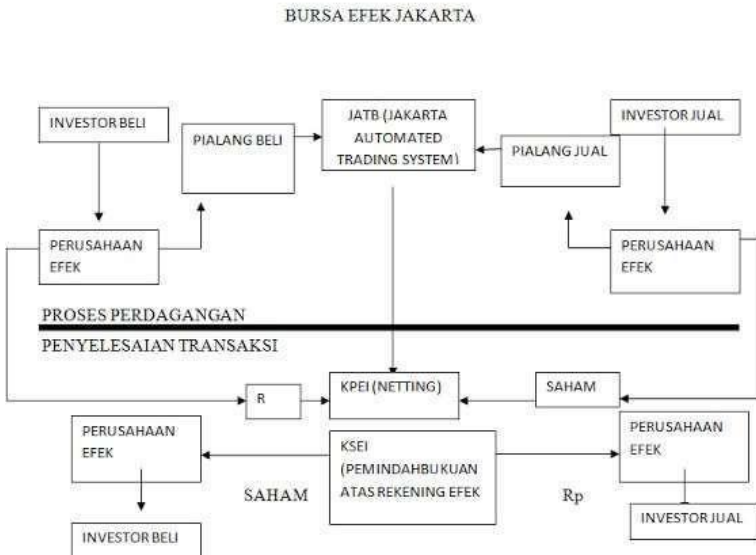 BURSA EFEK JAKARTA
INVESTOR BELI
PIALANG BELI
JATB (JAKARTA
AUTOMATED
TRADING SYSTEM)
INVESTOR JUAL
PIALANG JUAL
PERUSAHAAN
EFEK
PERUSAHAAN
EFEK
PROSES PERDAGANGAN
PENYELESAIAN TRANSAKSI
R
KPEI (NETTING)
SAHAM
PERUSAHAAN
EFEK
KSEI
(PEMINDAHBUKUAN
ATAS REKENING EFEK
PERUSAHAAN
EFEK
SAHAM
Rp
INVESTOR BELI
INVESTOR JUAL